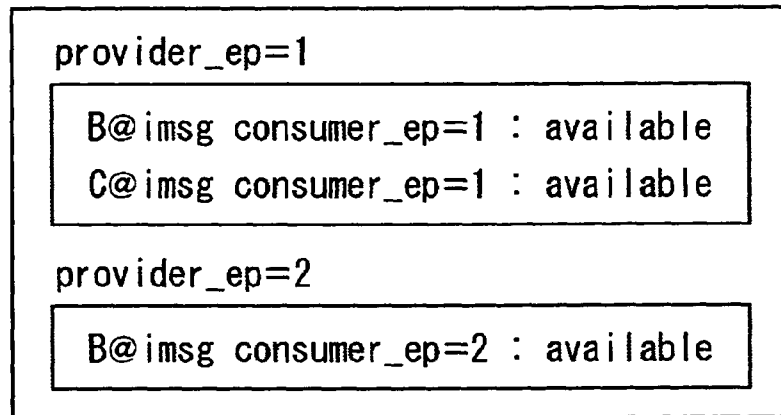 provider_ep=1
B@imsg consumer_ep=1 : available
C@imsg consumer_ep=1 : available
provider_ep=2
B@imsg consumer_ep=2 : available